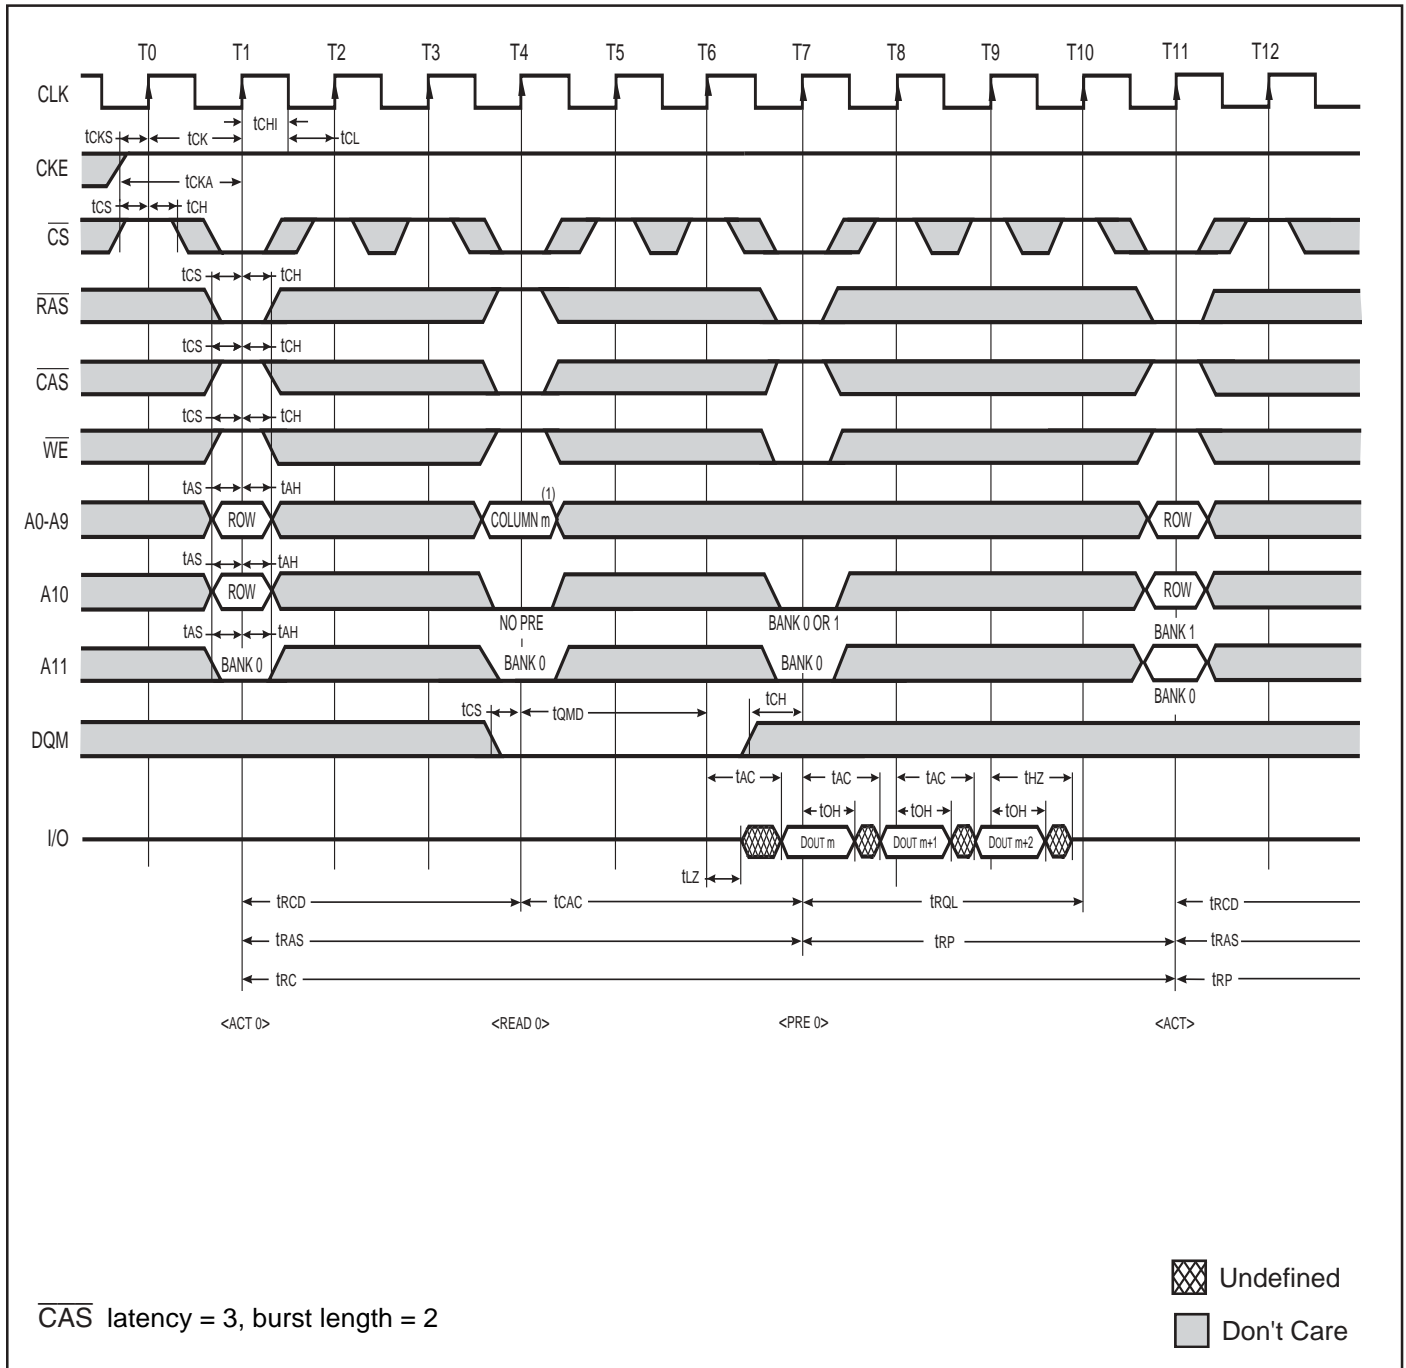 T0 T1 T2 T3 T4 T5 T6 T7 T8 T9 T10 T11 T12
CLK
tCHI
tCKS tCK tCL
CKE
tCKA
tCS tCH
CS
tCS tCH
RAS
tCS tCH
CAS
tCS tCH
WE
tAS tAH
(1)
A0-A9 ROW COLUMN m ROW
tAS tAH
A10 ROW ROW
NO PRE BANK 0 OR 1
tAS tAH BANK 1
A11 BANK 0 BANK 0 BANK 0
BANK 0
tCS tQMD tCH
DQM
tAC tAC tAC tHZ
tOH tOH tOH
I/O DOUT m DOUT m+1 DOUT m+2
tLZ
tRCD tCAC tRQL tRCD
tRAS tRP tRAS
tRC tRP
<ACT 0> <READ 0> <PRE 0> <ACT>
Undefined
CAS latency = 3, burst length = 2
Don't Care